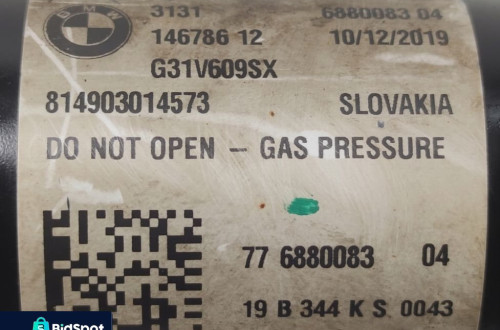 BMW
3131 6880083 04
146786 12 10/12/2019
G31V609SX
814903014573 SLOVAKIA
DO NOT OPEN - GAS PRESSURE
77 6880083 04
19 B 344 K S 0043
BidSpot